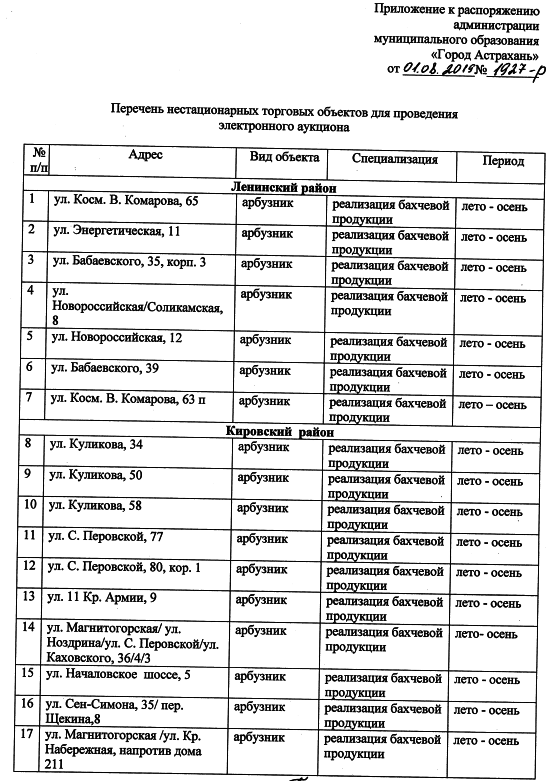 Приложение к распоряжению
администрации
муниципального образования
«Город Астрахань»
от 01.08.2019№ 1927-р
Перечень нестационарных торговых объектов для проведения
электронного аукциона
№ п/п Адрес Вид объекта Специализация Период
Ленинский район
1 ул. Косм. В. Комарова, 65 арбузник реализация бахчевой продукции лето - осень
2 ул. Энергетическая, 11 арбузник реализация бахчевой продукции лето - осень
3 ул. Бабаевского, 35, корп. 3 арбузник реализация бахчевой продукции лето - осень
4 ул. Новороссийская/Соликамская, 8 арбузник реализация бахчевой продукции лето - осень
5 ул. Новороссийская, 12 арбузник реализация бахчевой продукции лето - осень
6 ул. Бабаевского, 39 арбузник реализация бахчевой продукции лето - осень
7 ул. Косм. В. Комарова, 63 п арбузник реализация бахчевой продукции лето – осень
Кировский район
8 ул. Куликова, 34 арбузник реализация бахчевой продукции лето - осень
9 ул. Куликова, 50 арбузник реализация бахчевой продукции лето - осень
10 ул. Куликова, 58 арбузник реализация бахчевой продукции лето - осень
11 ул. С. Перовской, 77 арбузник реализация бахчевой продукции лето - осень
12 ул. С. Перовской, 80, кор. 1 арбузник реализация бахчевой продукции лето - осень
13 ул. 11 Кр. Армии, 9 арбузник реализация бахчевой продукции лето - осень
14 ул. Магнитогорская/ ул. Ноздрина/ул. С. Перовской/ул. Каховского, 36/4/3 арбузник реализация бахчевой продукции лето- осень
15 ул. Началовское шоссе, 5 арбузник реализация бахчевой продукции лето - осень
16 ул. Сен-Симона, 35/ пер. Щекина,8 арбузник реализация бахчевой продукции лето - осень
17 ул. Магнитогорская /ул. Кр. Набережная, напротив дома 211 арбузник реализация бахчевой продукции лето - осень